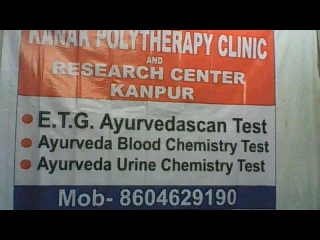 KANAK POLYTHERAPY CLINIC
AND
RESEARCH CENTER
KANPUR
E.T.G. Ayurvedascan Test
Ayurveda Blood Chemistry Test
Ayurveda Urine Chemistry Test
Mob- 8604629190